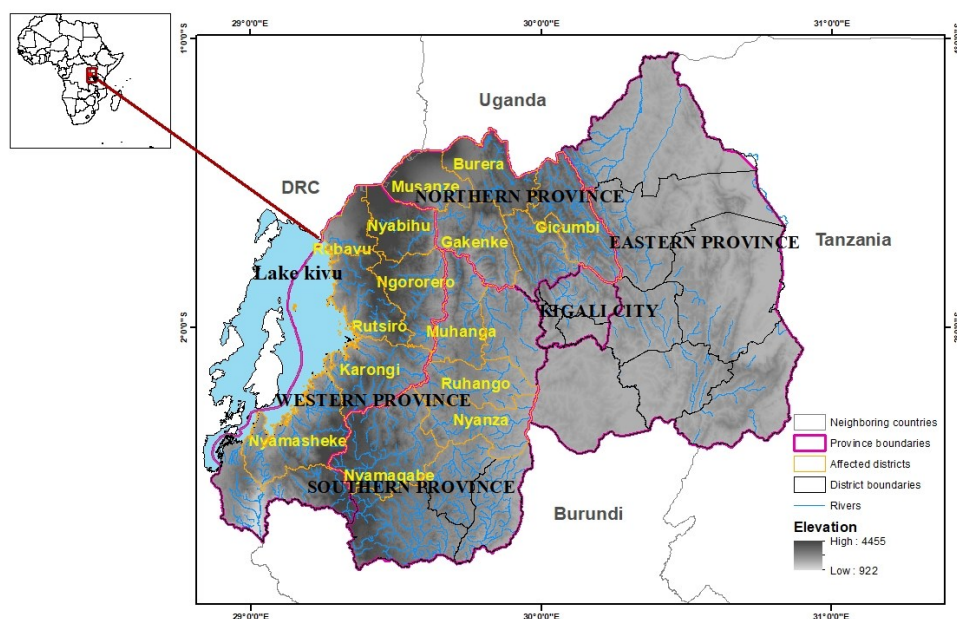 29°0'0"E
30°0'0"E
31°0'0"E
1°0'0"S
Uganda
Burera
DRC
Musanze
NORTHERN PROVINCE
Nyabihu
Gicumbi
Gakenke
EASTERN PROVINCE
Tanzania
Rubavu
Lake kivu
Ngororero
KIGALI CITY
2°0'0"S
Rutsiro
Muhanga
Karongi
Ruhango
WESTERN PROVINCE
Nyanza
Nyamasheke
Nyamagabe
SOUTHERN PROVINCE
Burundi
Neighboring countries
Province boundaries
Affected districts
District boundaries
Rivers
Elevation
High : 4455
Low : 922
29°0'0"E
30°0'0"E
31°0'0"E